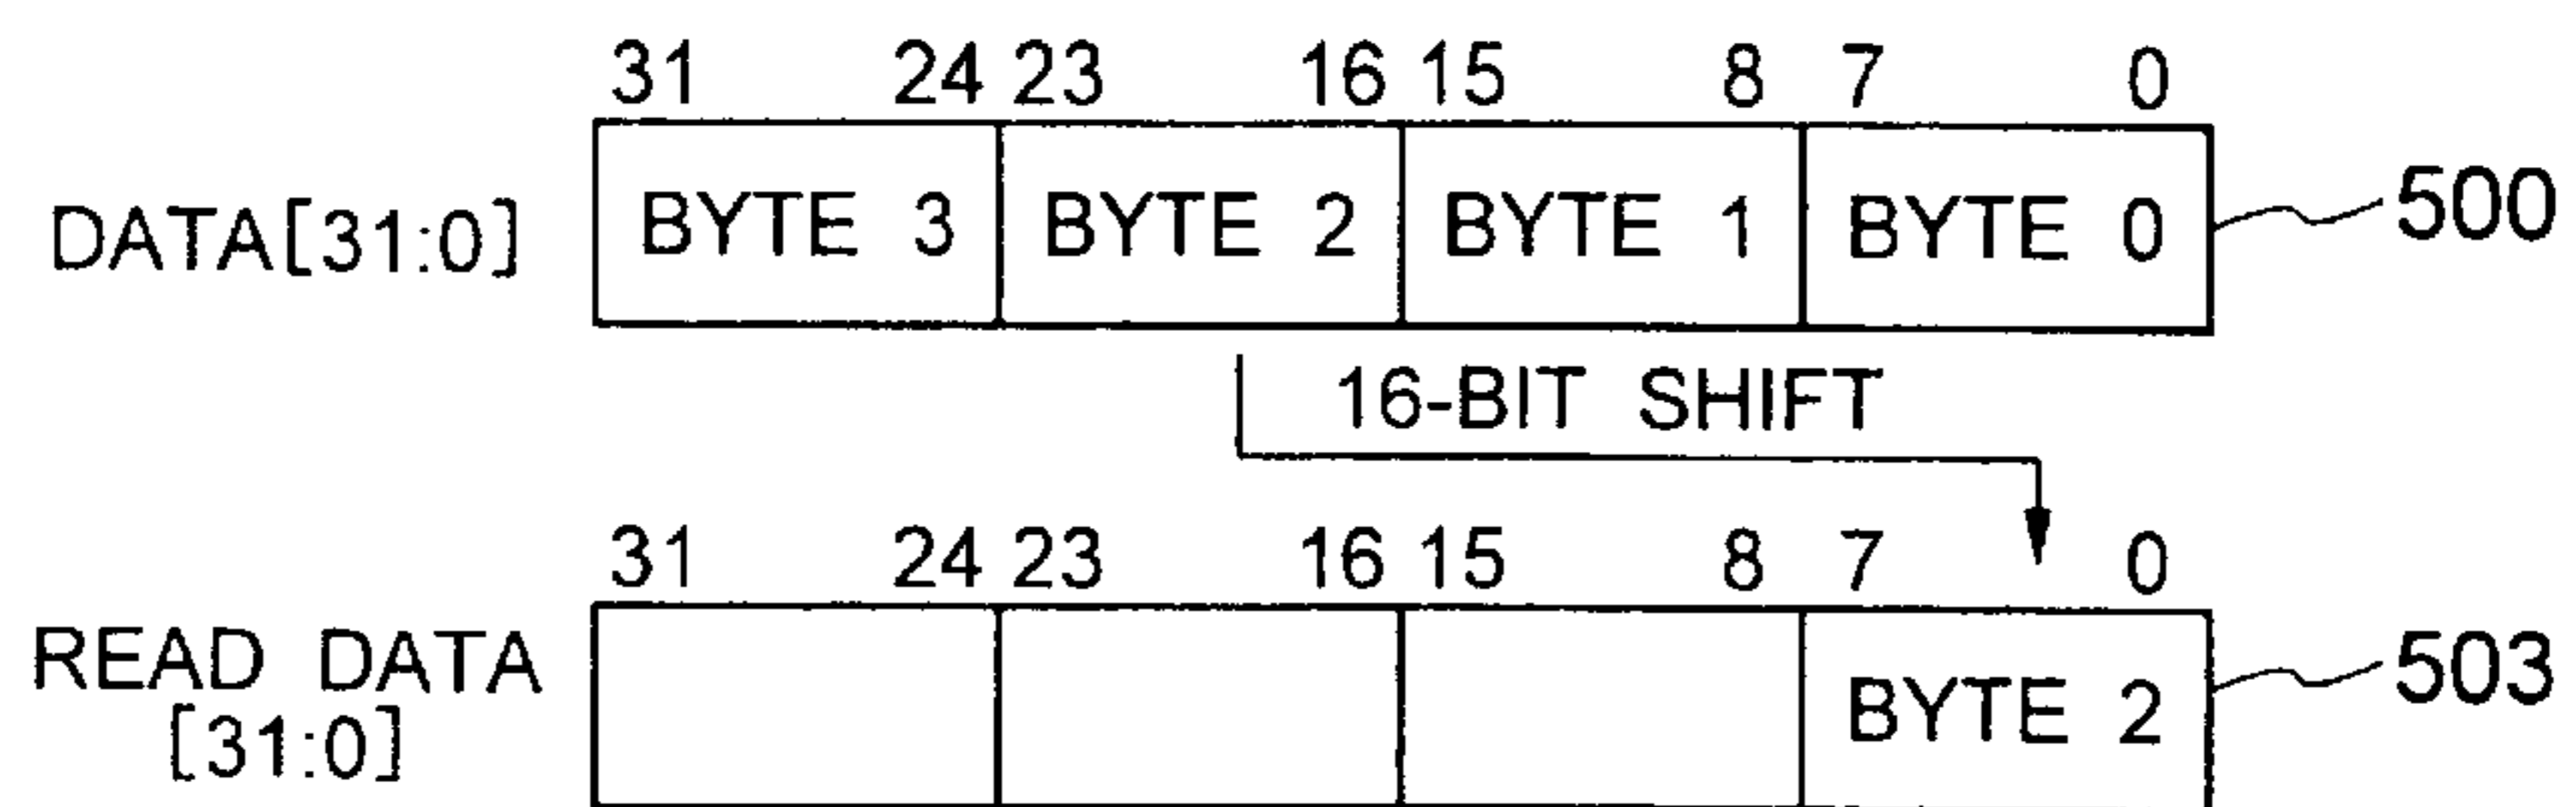 31 24 23 16 15 8 7 0
DATA[31:0] BYTE 3 BYTE 2 BYTE 1 BYTE 0 500
16-BIT SHIFT
31 24 23 16 15 8 7 0
READ DATA
[31:0]
BYTE 2 503